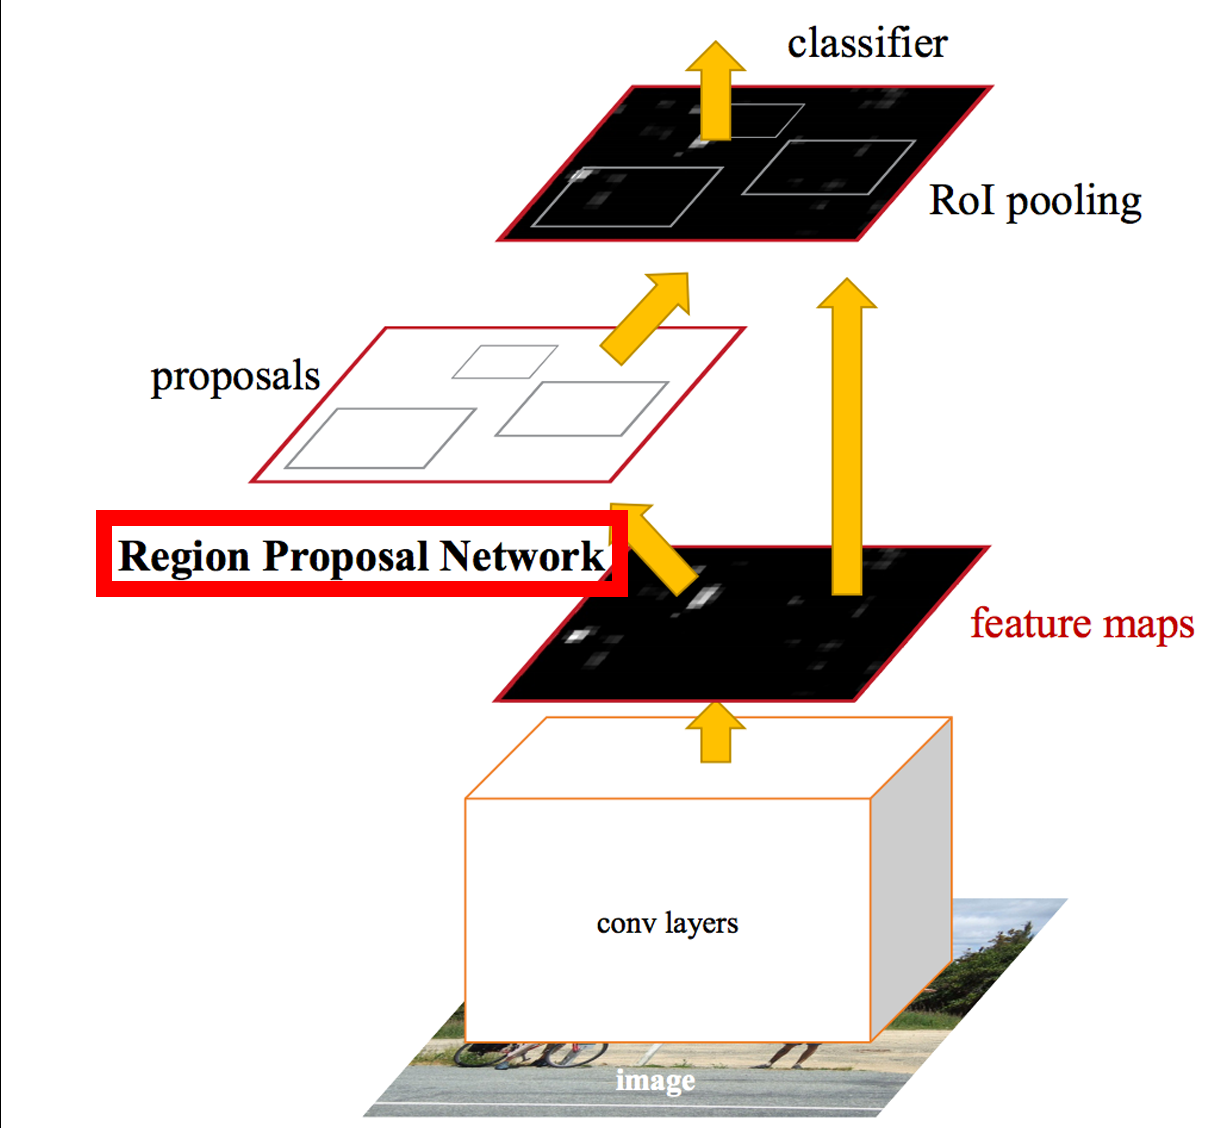 classifier
RoI pooling
proposals
Region Proposal Network
feature maps
conv layers
image